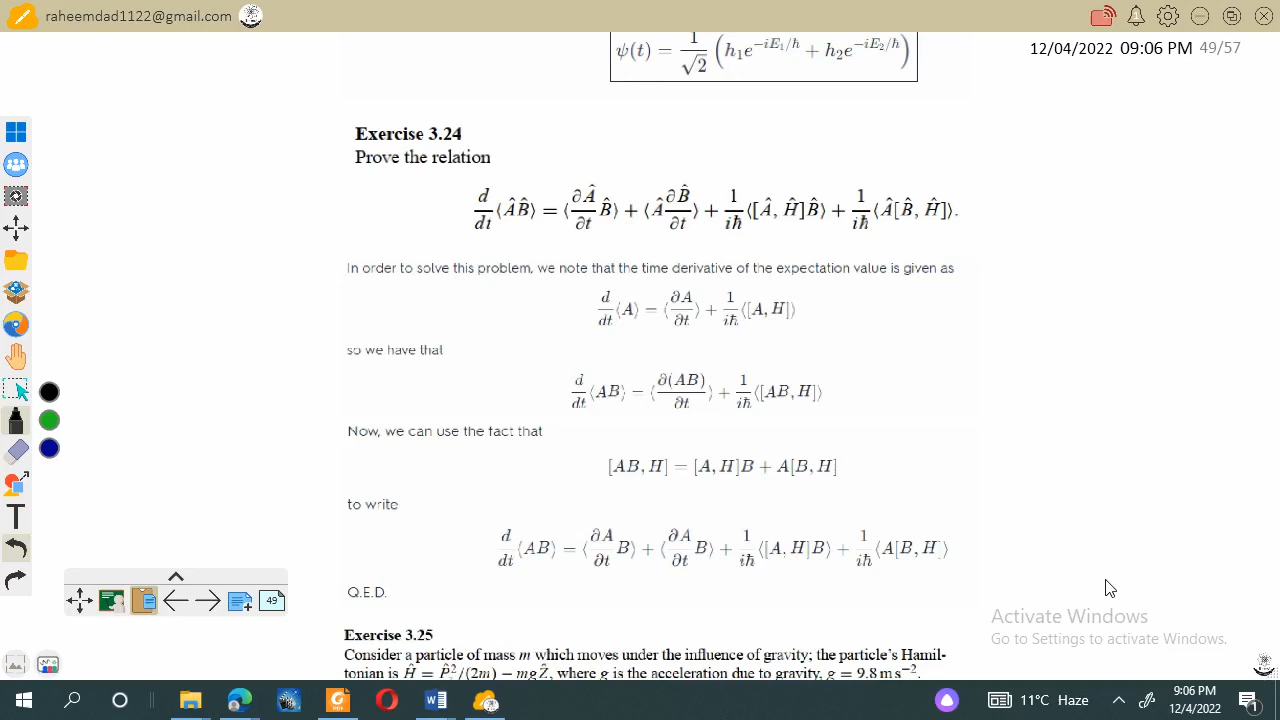 raheemdad1122@gmail.com
12/04/2022 09:06 PM 49/57
ψ(t) = 1/√2 (h₁e^{-iE₁/ħ} + h₂e^{-iE₂/ħ})
Exercise 3.24
Prove the relation
d/dt⟨ÂB̂⟩ = ⟨∂Â/∂t B̂⟩ + ⟨Â ∂B̂/∂t⟩ + 1/iħ⟨[Â, Ĥ]B̂⟩ + 1/iħ⟨Â[B̂, Ĥ]⟩.
In order to solve this problem, we note that the time derivative of the expectation value is given as
d/dt⟨A⟩ = ⟨∂A/∂t⟩ + 1/iħ⟨[A, H]⟩
so we have that
d/dt⟨AB⟩ = ⟨∂(AB)/∂t⟩ + 1/iħ⟨[AB, H]⟩
Now, we can use the fact that
[AB, H] = [A, H]B + A[B, H]
to write
d/dt⟨AB⟩ = ⟨∂A/∂t B⟩ + ⟨∂A/∂t B⟩ + 1/iħ⟨[A, H]B⟩ + 1/iħ⟨A[B, H]⟩
Q.E.D.
49
Exercise 3.25
Consider a particle of mass m which moves under the influence of gravity; the particle's Hamil-
tonian is Ĥ = P̂_z²/(2m) − mgẐ, where g is the acceleration due to gravity, g = 9.8 m s⁻².
Activate Windows
Go to Settings to activate Windows.
11°C Haze
9:06 PM
12/4/2022
1